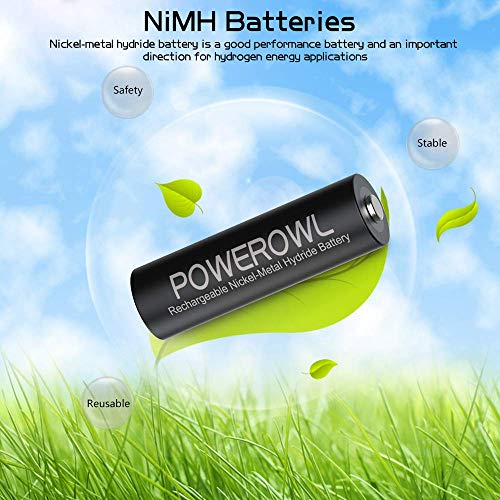 NiMH Batteries
Nickel-metal hydride battery is a good performance battery and an important
direction for hydrogen energy applications
Safety
Stable
POWEROWL
Rechargeable Nickel-Metal Hydride Battery
Reusable